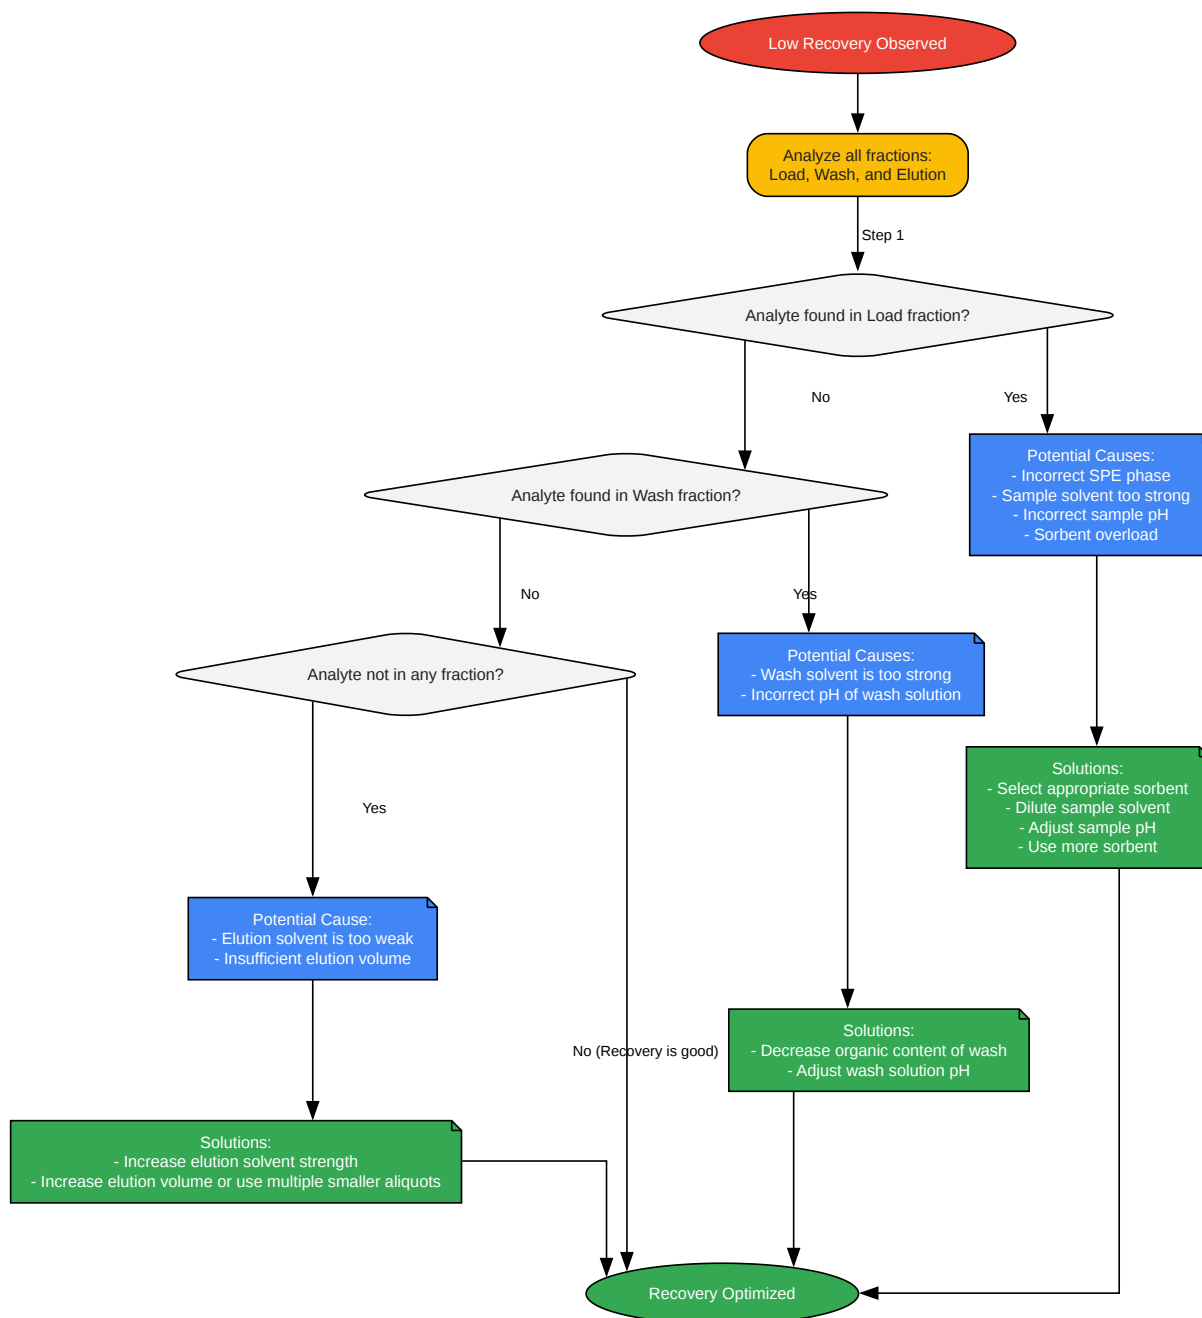 Low Recovery Observed
Analyze all fractions:
Load, Wash, and Elution
Step 1
Analyte found in Load fraction?
No
Yes
Potential Causes:
- Incorrect SPE phase
- Sample solvent too strong
- Incorrect sample pH
- Sorbent overload
Analyte found in Wash fraction?
No
Yes
Potential Causes:
- Wash solvent is too strong
- Incorrect pH of wash solution
Analyte not in any fraction?
Solutions:
- Select appropriate sorbent
- Dilute sample solvent
- Adjust sample pH
- Use more sorbent
Yes
Potential Cause:
- Elution solvent is too weak
- Insufficient elution volume
No (Recovery is good)
Solutions:
- Decrease organic content of wash
- Adjust wash solution pH
Solutions:
- Increase elution solvent strength
- Increase elution volume or use multiple smaller aliquots
Recovery Optimized